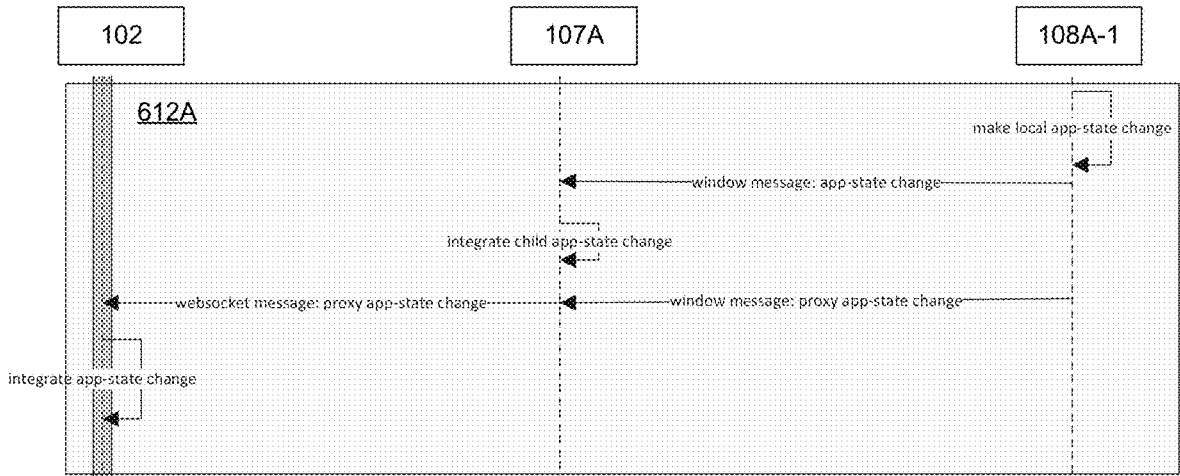 102
107A
108A-1
612A
make local app-state change
window message: app-state change
integrate child app-state change
websocket message: proxy app-state change
window message: proxy app-state change
integrate app-state change